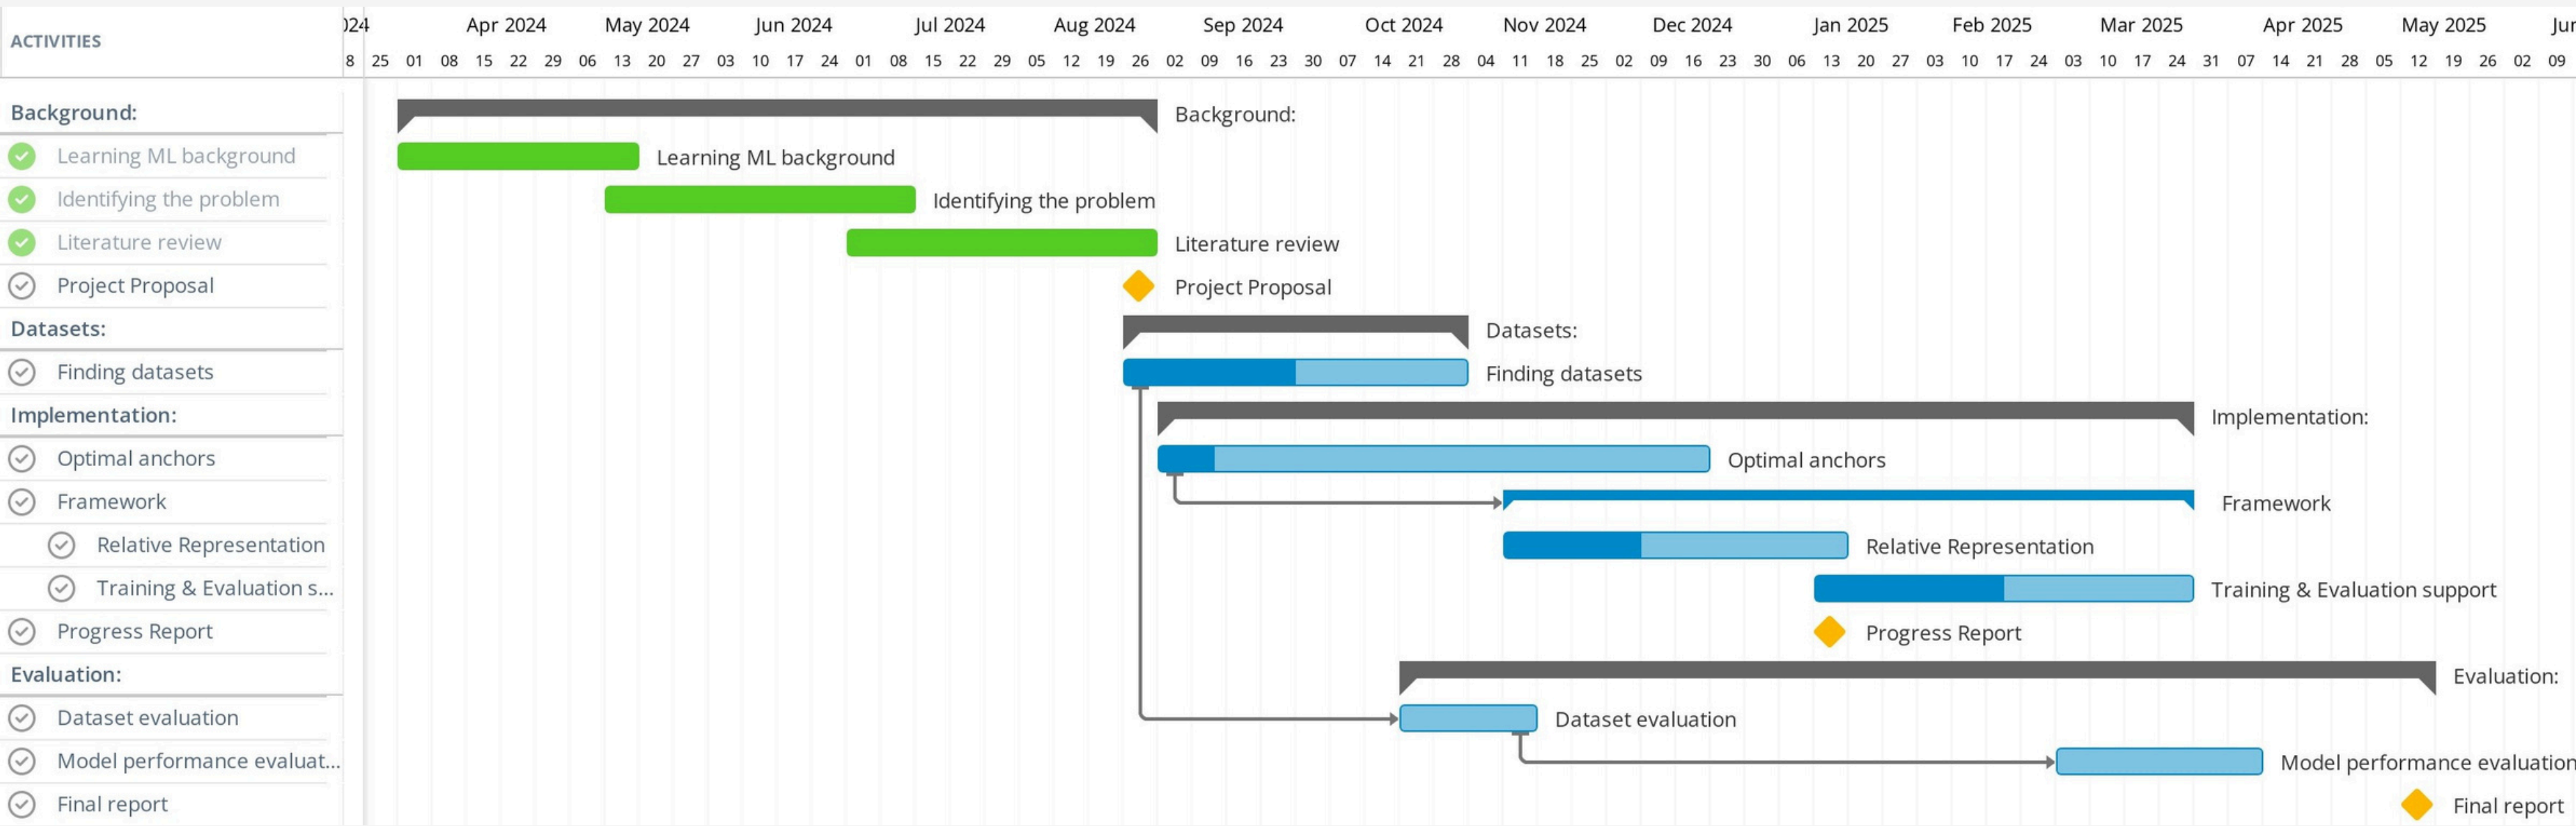 024 Apr 2024 May 2024 Jun 2024 Jul 2024 Aug 2024 Sep 2024 Oct 2024 Nov 2024 Dec 2024 Jan 2025 Feb 2025 Mar 2025 Apr 2025 May 2025 Jun
ACTIVITIES
8 25 01 08 15 22 29 06 13 20 27 03 10 17 24 01 08 15 22 29 05 12 19 26 02 09 16 23 30 07 14 21 28 04 11 18 25 02 09 16 23 30 06 13 20 27 03 10 17 24 03 10 17 24 31 07 14 21 28 05 12 19 26 02 09
Background: Background:
Learning ML background Learning ML background
Identifying the problem Identifying the problem
Literature review Literature review
Project Proposal Project Proposal
Datasets: Datasets:
Finding datasets Finding datasets
Implementation: Implementation:
Optimal anchors Optimal anchors
Framework Framework
Relative Representation Relative Representation
Training & Evaluation s... Training & Evaluation support
Progress Report Progress Report
Evaluation: Evaluation:
Dataset evaluation Dataset evaluation
Model performance evaluat... Model performance evaluation
Final report Final report